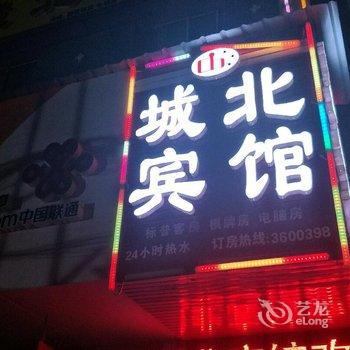 山
城北
宾馆
标普客房 棋牌房 电脑房
24小时热水 订房热线:3600398
中国联通
艺龙
eLong